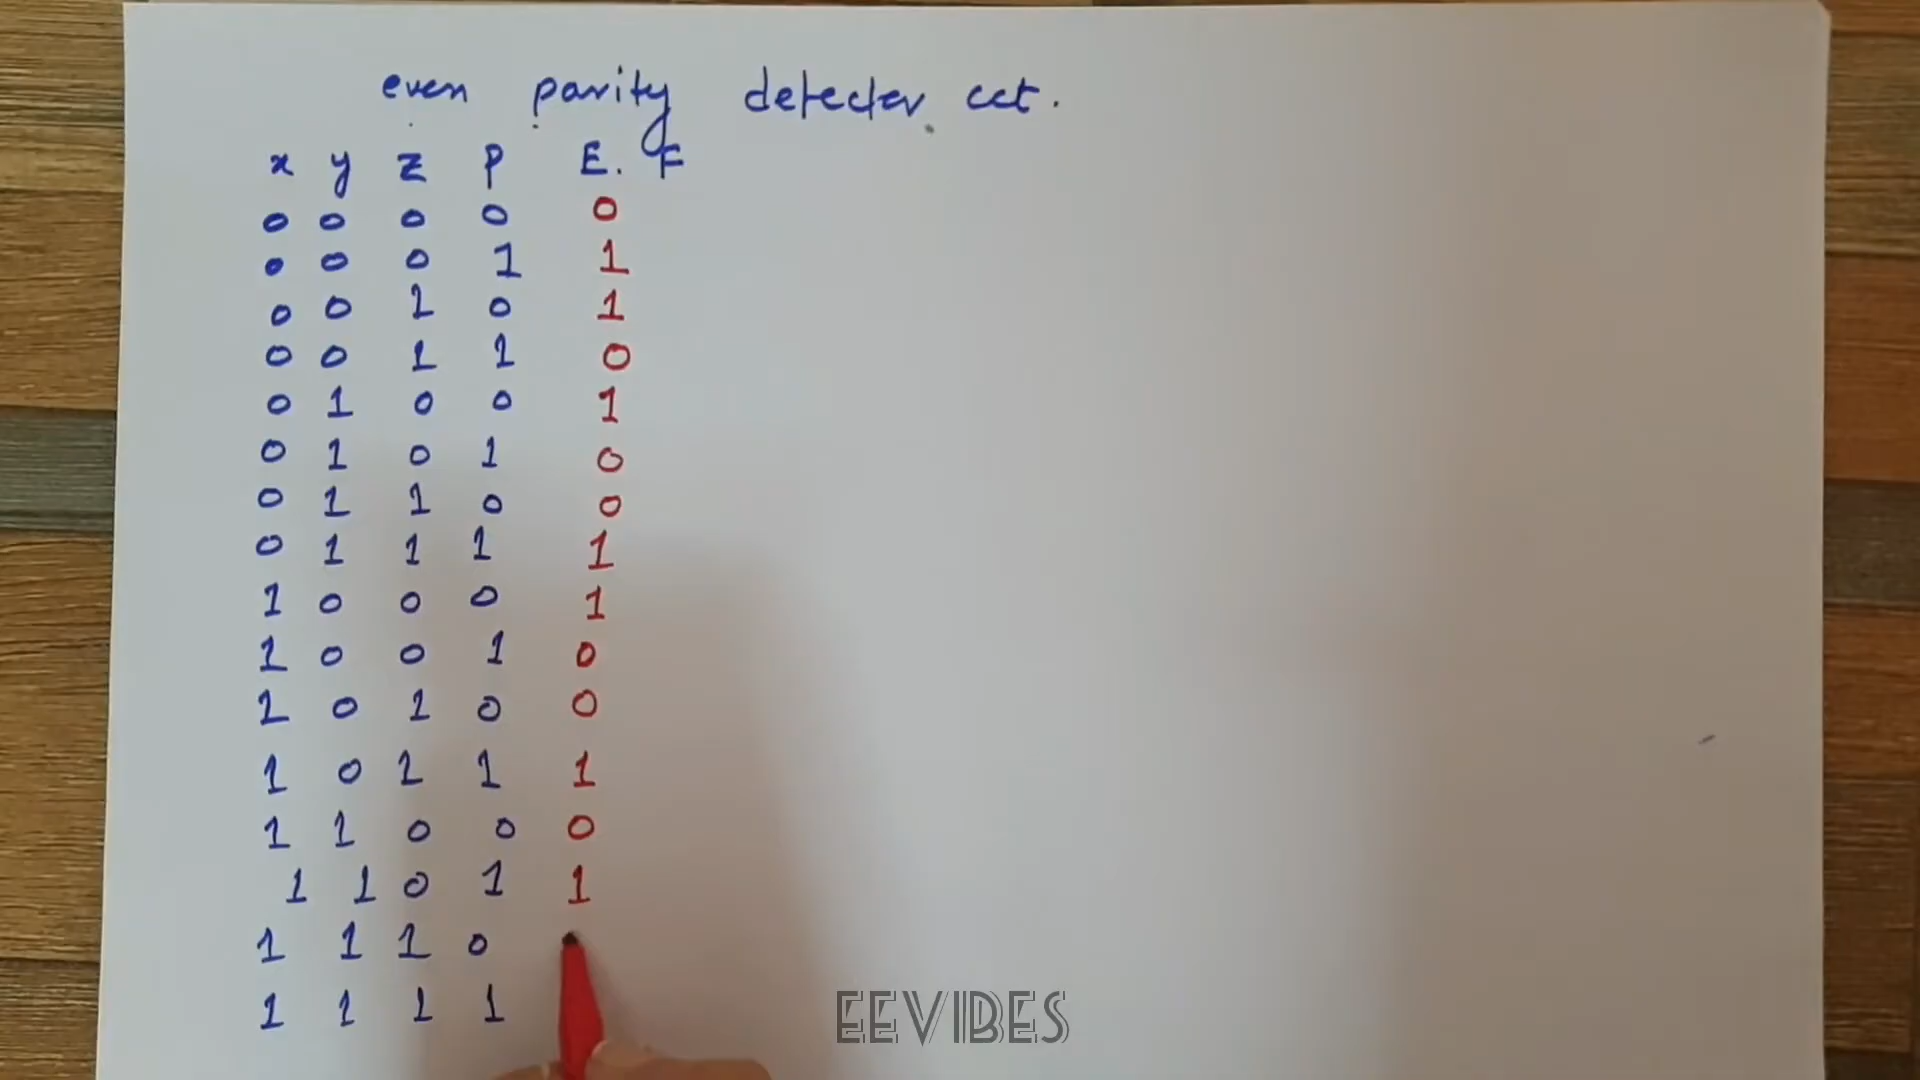 even parity detecter cct.
x y z P E. F
0 0 0 0 0
0 0 0 1 1
0 0 1 0 1
0 0 1 1 0
0 1 0 0 1
0 1 0 1 0
0 1 1 0 0
0 1 1 1 1
1 0 0 0 1
1 0 0 1 0
1 0 1 0 0
1 0 1 1 1
1 1 0 0 0
1 1 0 1 1
1 1 1 0
1 1 1 1
EEVIBES